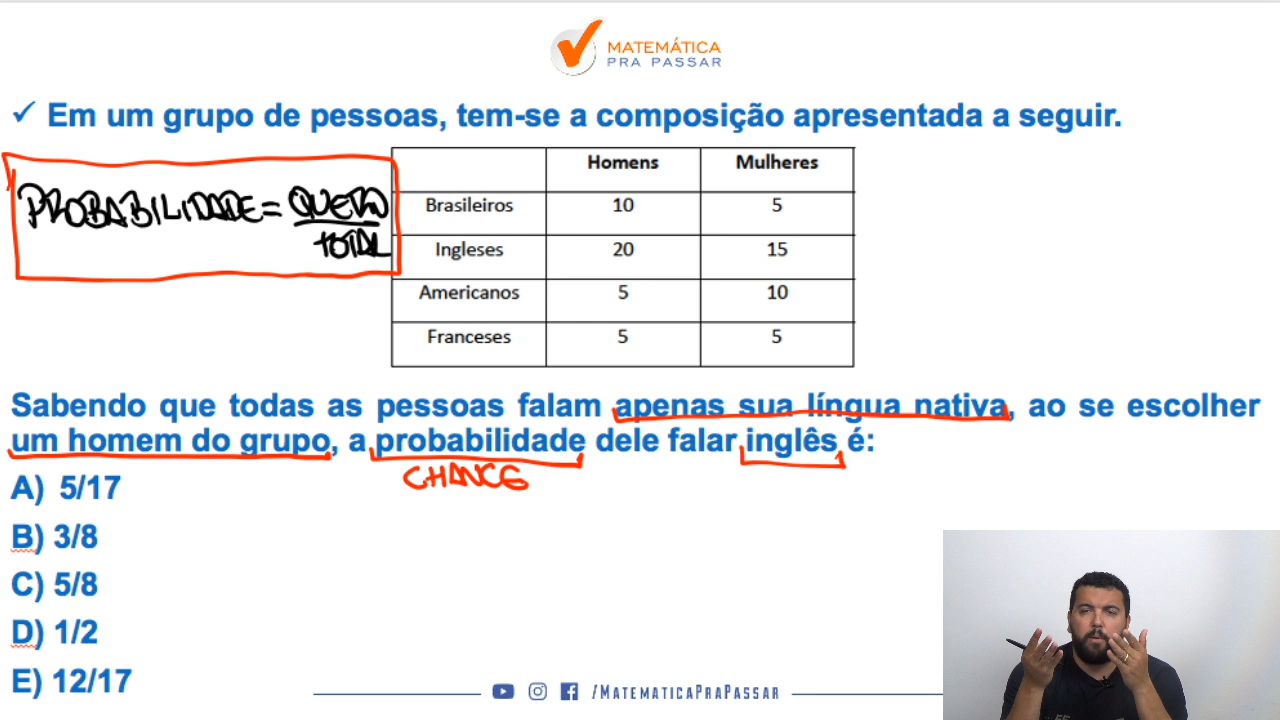 MATEMÁTICA
PRA PASSAR
✓ Em um grupo de pessoas, tem-se a composição apresentada a seguir.
PROBABILIDADE = QUERO
TOTAL
Homens Mulheres
Brasileiros 10 5
Ingleses 20 15
Americanos 5 10
Franceses 5 5
Sabendo que todas as pessoas falam apenas sua língua nativa, ao se escolher
um homem do grupo, a probabilidade dele falar inglês é:
CHANCE
A) 5/17
B) 3/8
C) 5/8
D) 1/2
E) 12/17
/MATEMATICAPRAPASSAR